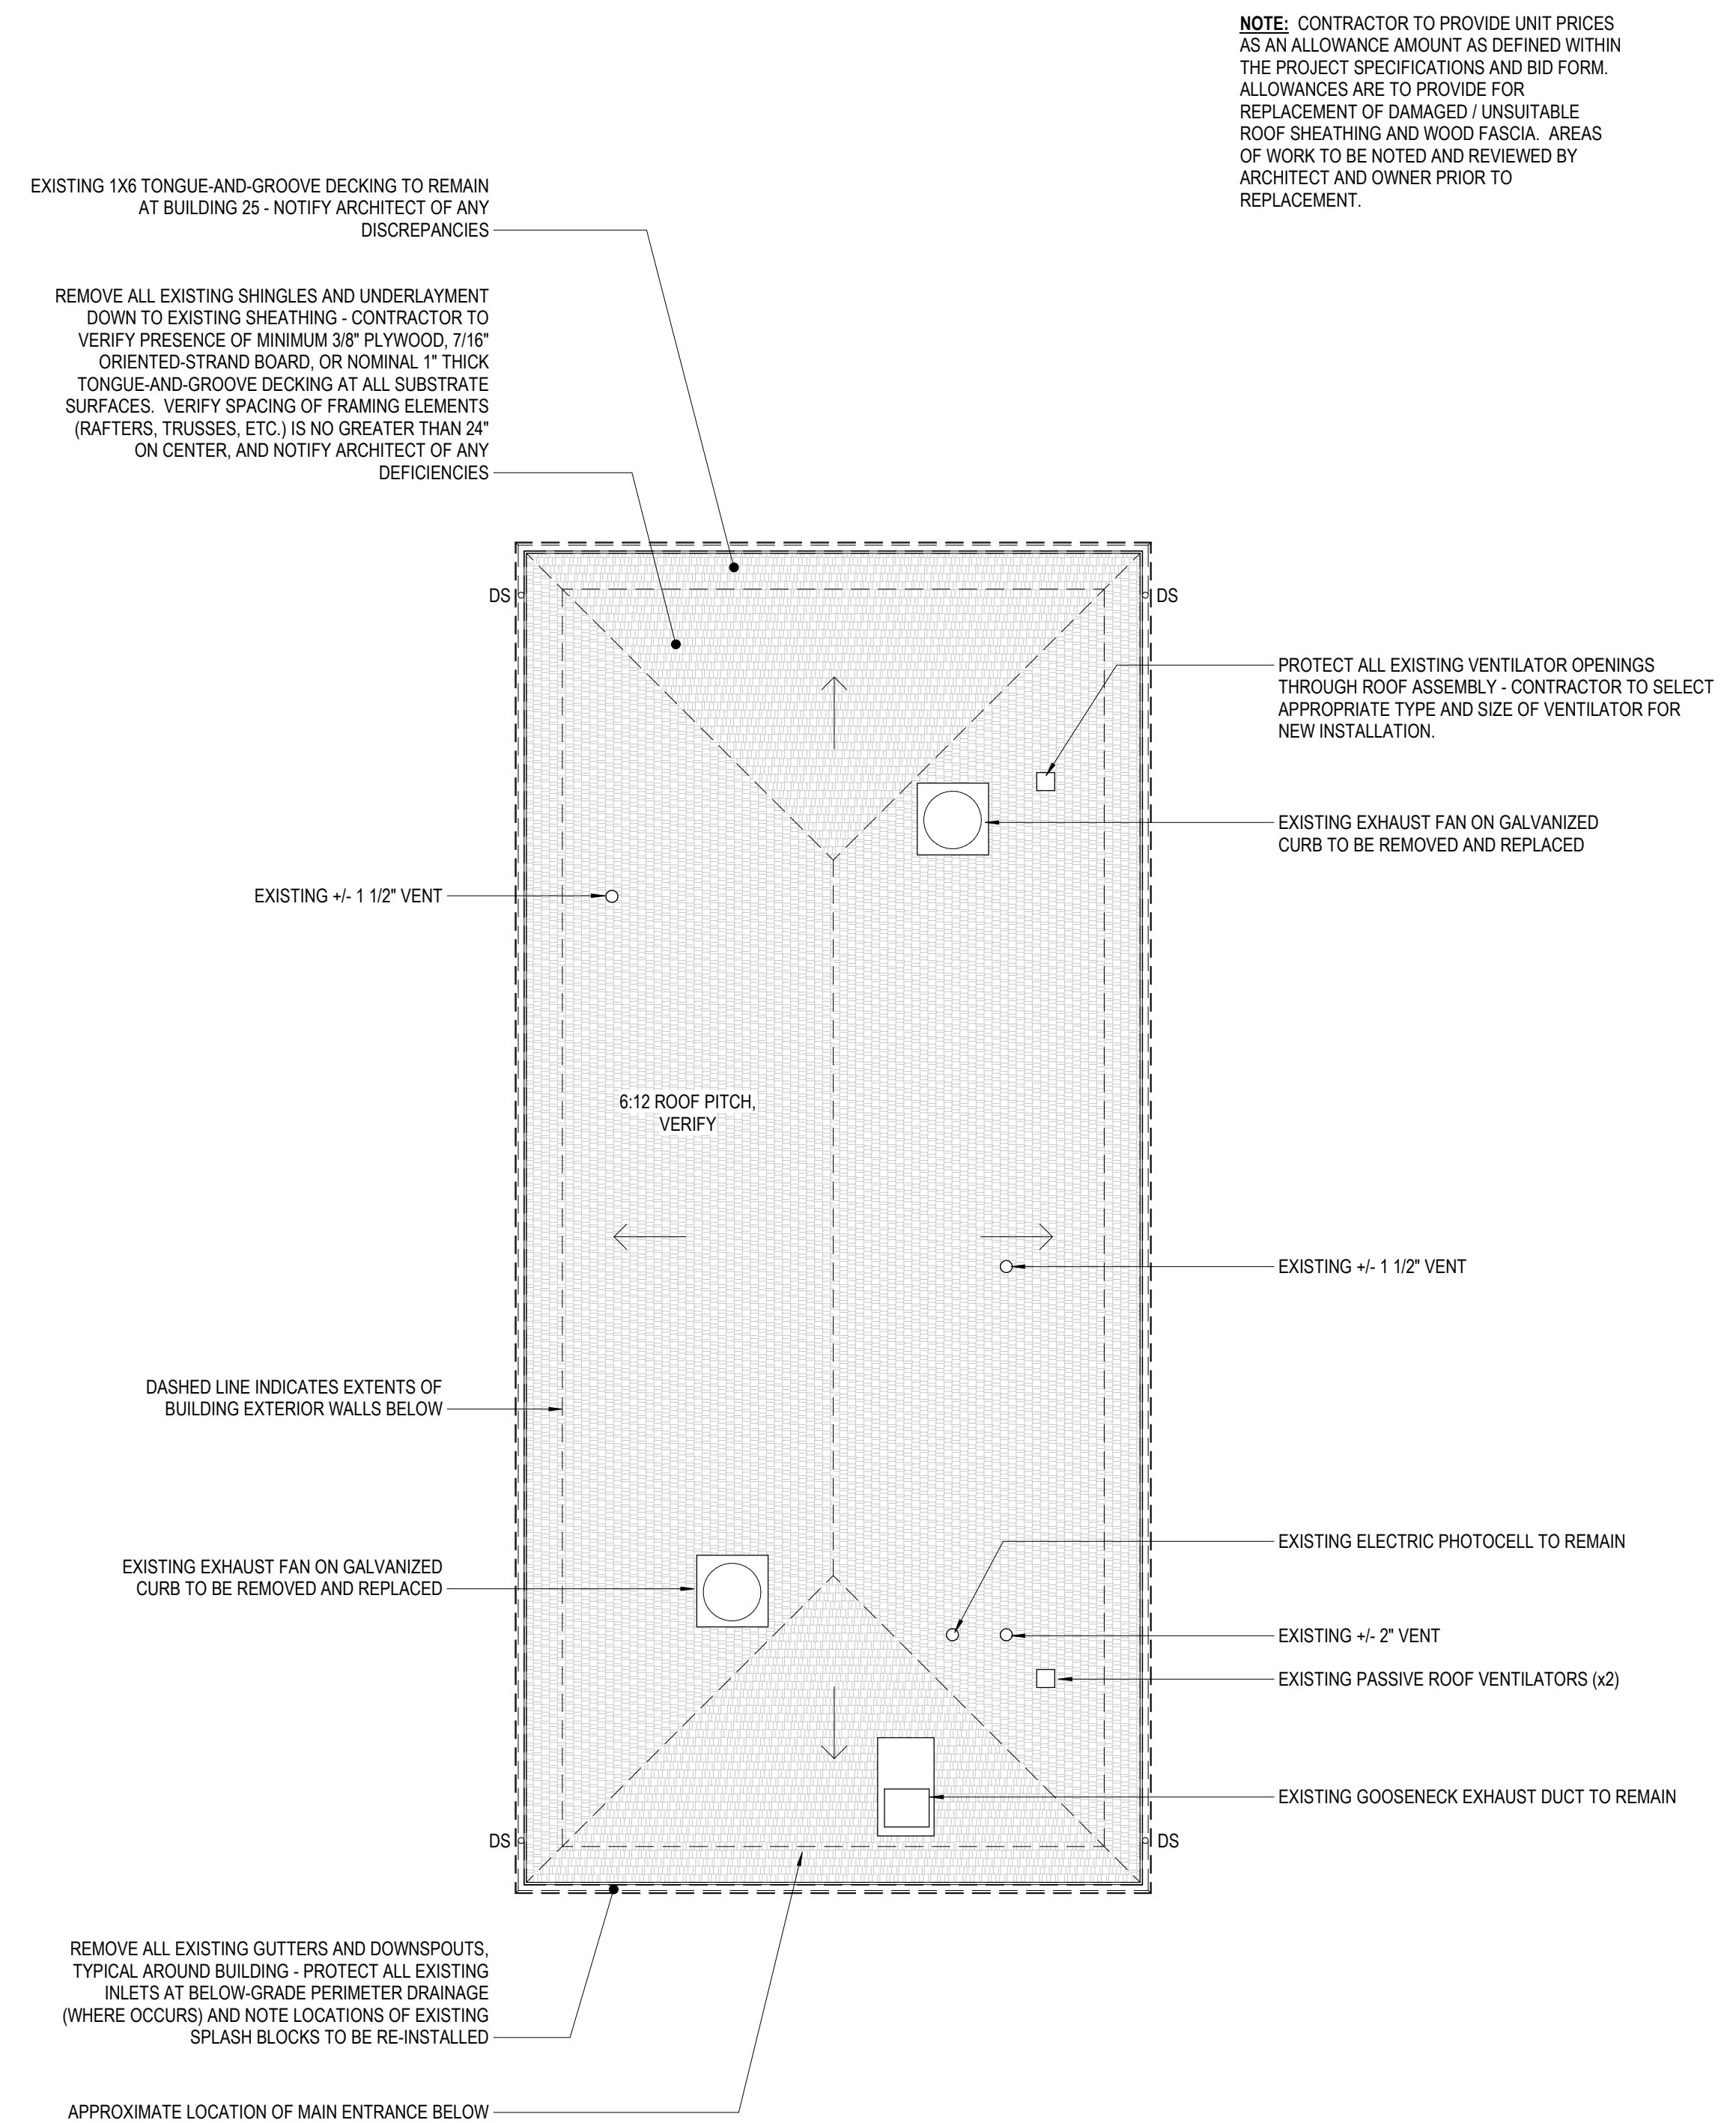 NOTE: CONTRACTOR TO PROVIDE UNIT PRICES
AS AN ALLOWANCE AMOUNT AS DEFINED WITHIN
THE PROJECT SPECIFICATIONS AND BID FORM.
ALLOWANCES ARE TO PROVIDE FOR
REPLACEMENT OF DAMAGED / UNSUITABLE
ROOF SHEATHING AND WOOD FASCIA. AREAS
OF WORK TO BE NOTED AND REVIEWED BY
ARCHITECT AND OWNER PRIOR TO
REPLACEMENT.
EXISTING 1X6 TONGUE-AND-GROOVE DECKING TO REMAIN
AT BUILDING 25 - NOTIFY ARCHITECT OF ANY
DISCREPANCIES
REMOVE ALL EXISTING SHINGLES AND UNDERLAYMENT
DOWN TO EXISTING SHEATHING - CONTRACTOR TO
VERIFY PRESENCE OF MINIMUM 3/8" PLYWOOD, 7/16"
ORIENTED-STRAND BOARD, OR NOMINAL 1" THICK
TONGUE-AND-GROOVE DECKING AT ALL SUBSTRATE
SURFACES. VERIFY SPACING OF FRAMING ELEMENTS
(RAFTERS, TRUSSES, ETC.) IS NO GREATER THAN 24"
ON CENTER, AND NOTIFY ARCHITECT OF ANY
DEFICIENCIES
DS
DS
PROTECT ALL EXISTING VENTILATOR OPENINGS
THROUGH ROOF ASSEMBLY - CONTRACTOR TO SELECT
APPROPRIATE TYPE AND SIZE OF VENTILATOR FOR
NEW INSTALLATION.
EXISTING EXHAUST FAN ON GALVANIZED
CURB TO BE REMOVED AND REPLACED
EXISTING +/- 1 1/2" VENT
6:12 ROOF PITCH,
VERIFY
EXISTING +/- 1 1/2" VENT
DASHED LINE INDICATES EXTENTS OF
BUILDING EXTERIOR WALLS BELOW
EXISTING ELECTRIC PHOTOCELL TO REMAIN
EXISTING EXHAUST FAN ON GALVANIZED
CURB TO BE REMOVED AND REPLACED
EXISTING +/- 2" VENT
EXISTING PASSIVE ROOF VENTILATORS (x2)
EXISTING GOOSENECK EXHAUST DUCT TO REMAIN
DS
DS
REMOVE ALL EXISTING GUTTERS AND DOWNSPOUTS,
TYPICAL AROUND BUILDING - PROTECT ALL EXISTING
INLETS AT BELOW-GRADE PERIMETER DRAINAGE
(WHERE OCCURS) AND NOTE LOCATIONS OF EXISTING
SPLASH BLOCKS TO BE RE-INSTALLED
APPROXIMATE LOCATION OF MAIN ENTRANCE BELOW